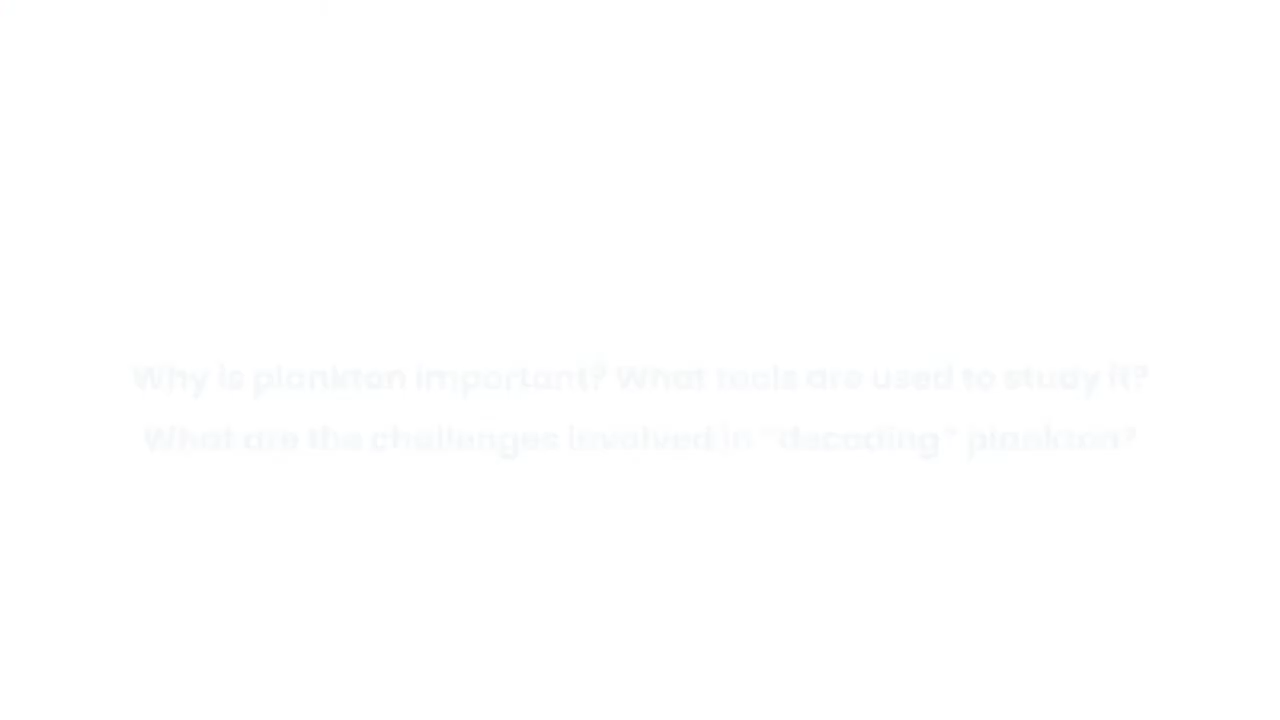 Why is plankton important? What tools are used to study it?
What are the challenges involved in "decoding" plankton?